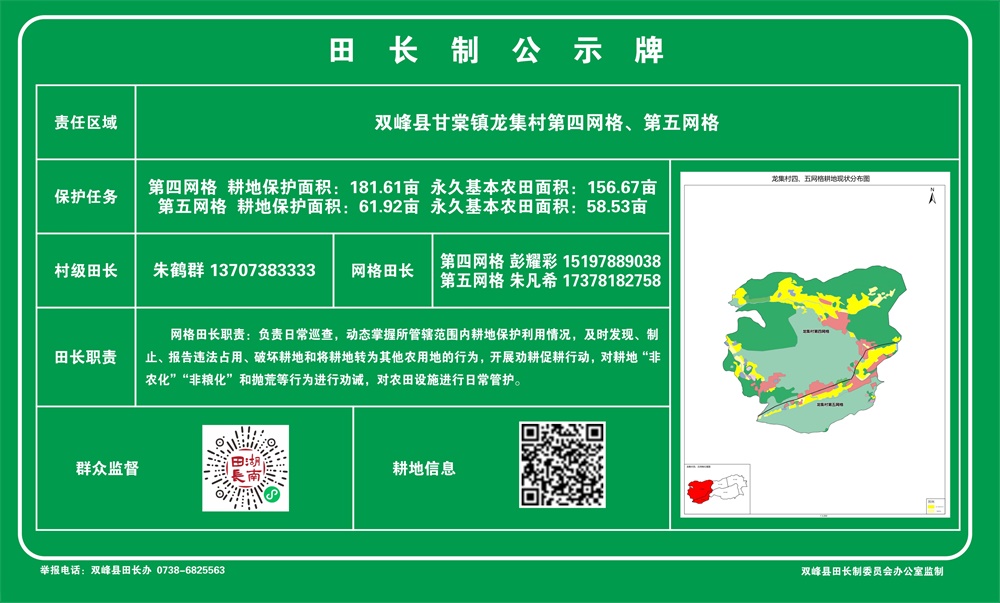 田长制公示牌
责任区域
双峰县甘棠镇龙集村第四网格、第五网格
保护任务
第四网格 耕地保护面积：181.61亩 永久基本农田面积：156.67亩
第五网格 耕地保护面积：61.92亩 永久基本农田面积：58.53亩
村级田长
朱鹤群 13707383333
网格田长
第四网格 彭耀彩 15197889038
第五网格 朱凡希 17378182758
田长职责
网格田长职责：负责日常巡查，动态掌握所管辖范围内耕地保护利用情况，及时发现、制
止、报告违法占用、破坏耕地和将耕地转为其他农用地的行为，开展劝耕促耕行动，对耕地“非
农化”“非粮化”和抛荒等行为进行劝诫，对农田设施进行日常管护。
群众监督
湖南田長
耕地信息
龙集村四、五网格耕地现状分布图
N
龙集村第四网格
龙集村第五网格
举报电话：双峰县田长办 0738-6825563
双峰县田长制委员会办公室监制